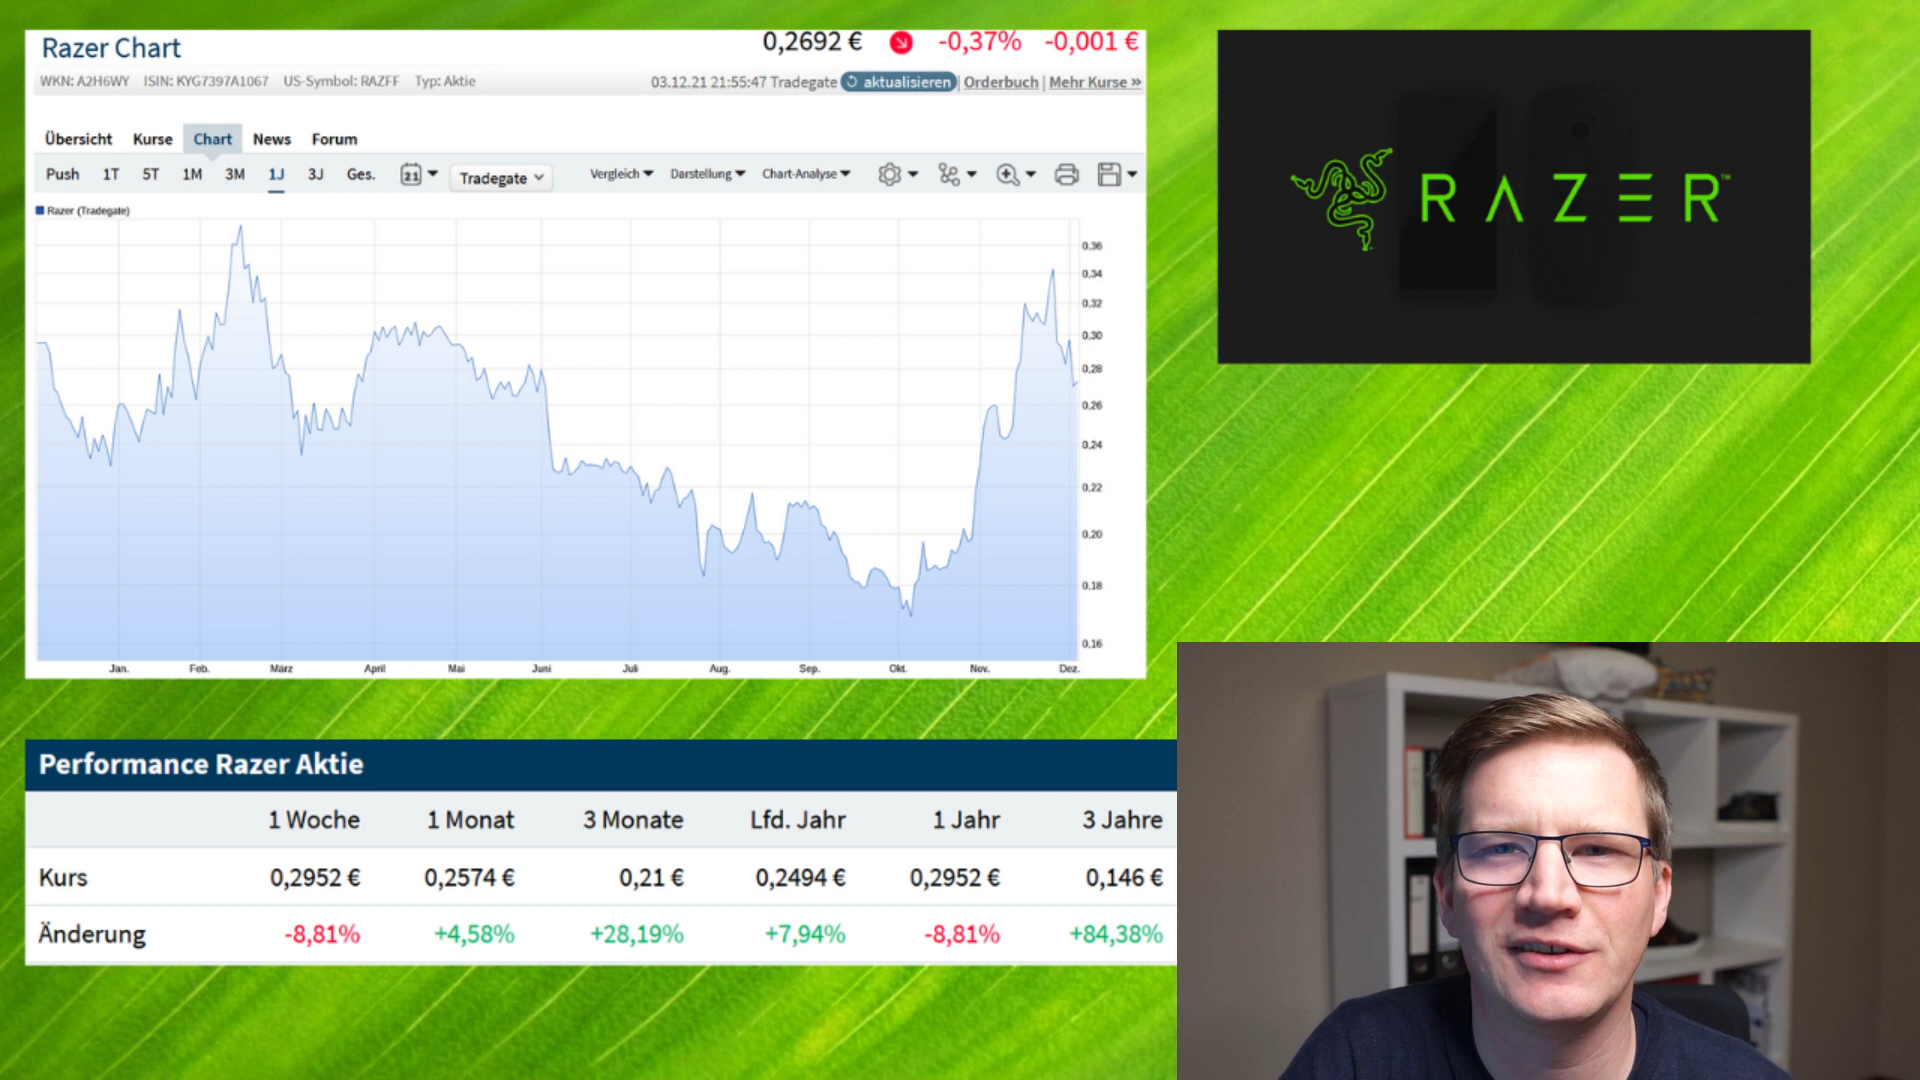 Razer Chart
0,2692 € -0,37% -0,001 €
WKN: A2H6WY ISIN: KYG7397A1067 US-Symbol: RAZFF Typ: Aktie
03.12.21 21:55:47 Tradegate aktualisieren | Orderbuch | Mehr Kurse »
Übersicht Kurse Chart News Forum
Push 1T 5T 1M 3M 1J 3J Ges. 21 Tradegate Vergleich Darstellung Chart-Analyse
Razer (Tradegate)
0,36
0,34
0,32
0,30
0,28
0,26
0,24
0,22
0,20
0,18
0,16
Jan. Feb. März April Mai Juni Juli Aug. Sep. Okt. Nov. Dez.
RAZER™
Performance Razer Aktie
1 Woche 1 Monat 3 Monate Lfd. Jahr 1 Jahr 3 Jahre
Kurs 0,2952 € 0,2574 € 0,21 € 0,2494 € 0,2952 € 0,146 €
Änderung -8,81% +4,58% +28,19% +7,94% -8,81% +84,38%